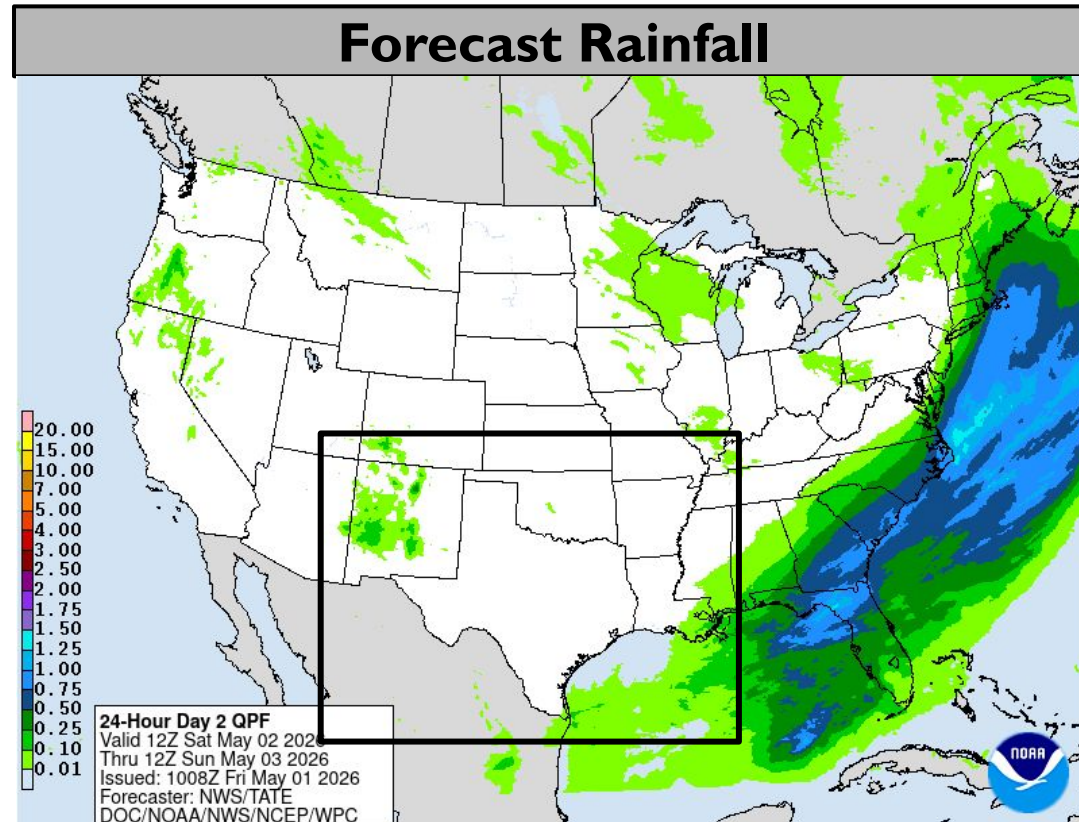 Forecast Rainfall
20.00
15.00
10.00
7.00
5.00
4.00
3.00
2.50
2.00
1.75
1.50
1.25
1.00
0.75
0.50
0.25
0.10
0.01
24-Hour Day 2 QPF
Valid 12Z Sat May 02 2026
Thru 12Z Sun May 03 2026
Issued: 1008Z Fri May 01 2026
Forecaster: NWS/TATE
DOC/NOAA/NWS/NCEP/WPC
NOAA